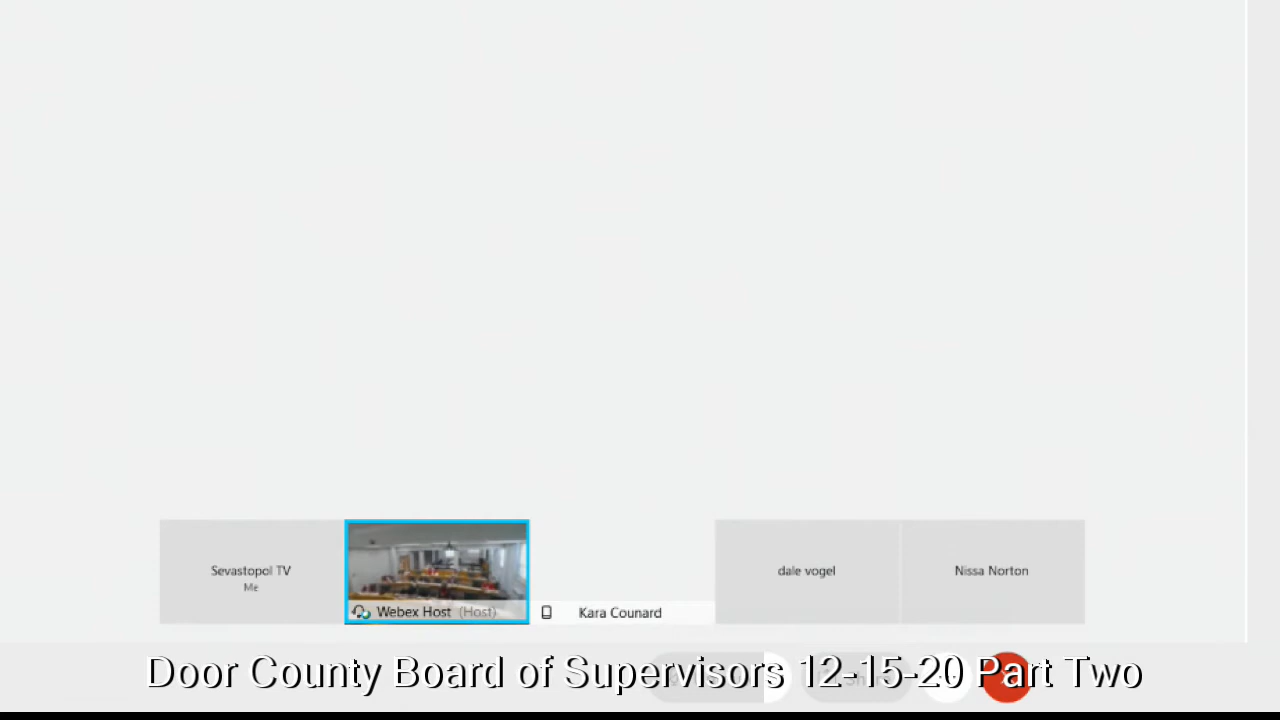 Sevastopol TV
Me
Webex Host (Host)
Kara Counard
dale vogel
Nissa Norton
Door County Board of Supervisors 12-15-20 Part Two